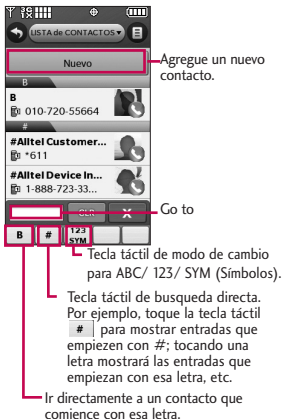 3G
1X
LISTA de CONTACTOS
Nuevo
Agregue un nuevo
contacto.
B
B
010-720-55664
#
#Alltel Customer...
*611
#Alltel Device In...
1-888-723-33...
CLR
X
Go to
B # 123
SYM
Tecla táctil de modo de cambio
para ABC/ 123/ SYM (Símbolos).
Tecla táctil de busqueda directa.
Por ejemplo, toque la tecla táctil
# para mostrar entradas que
empiezen con #; tocando una
letra mostrará las entradas que
empiezan con esa letra, etc.
Ir directamente a un contacto que
comience con esa letra.